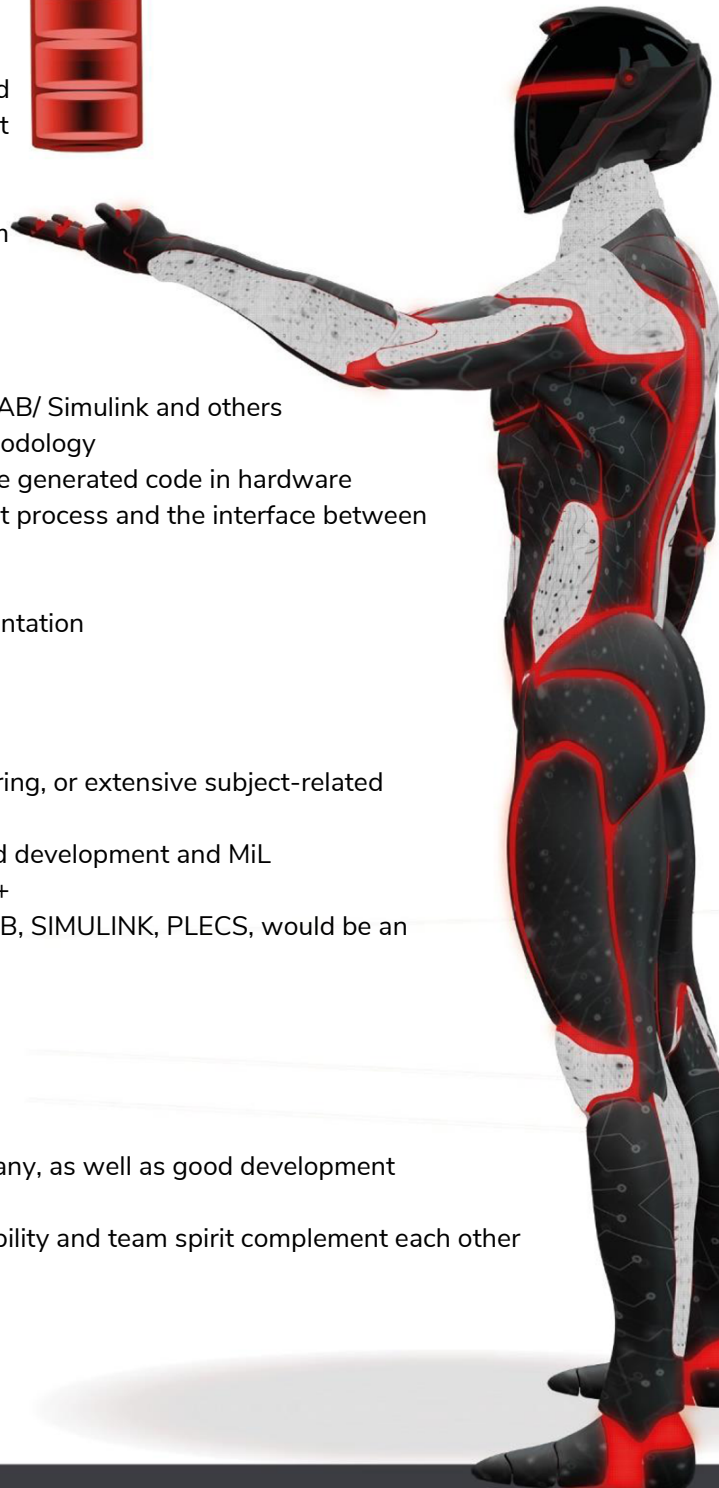 d
t
n
AB/ Simulink and others
odology
e generated code in hardware
t process and the interface between
ntation
ring, or extensive subject-related
d development and MiL
+
B, SIMULINK, PLECS, would be an
any, as well as good development
bility and team spirit complement each other